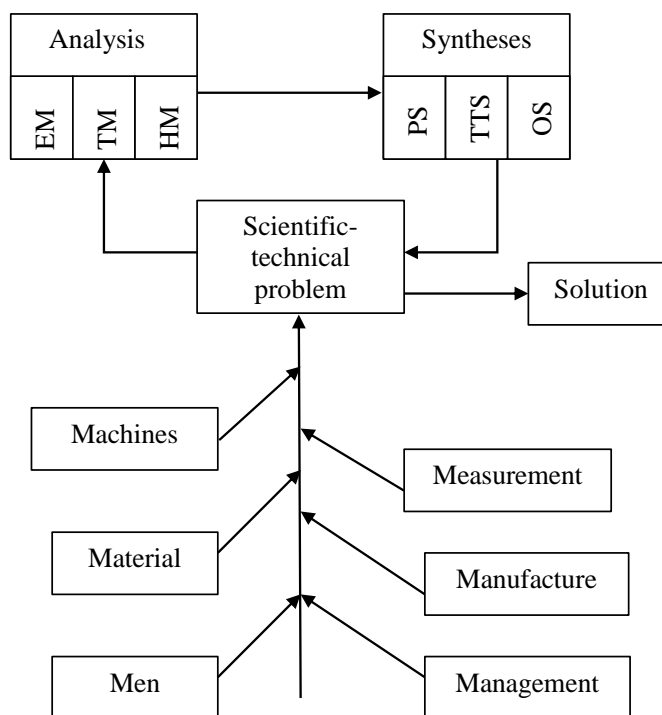 Analysis
Syntheses
EM
TM
HM
PS
TTS
OS
Scientific-
technical
problem
Solution
Machines
Measurement
Material
Manufacture
Men
Management